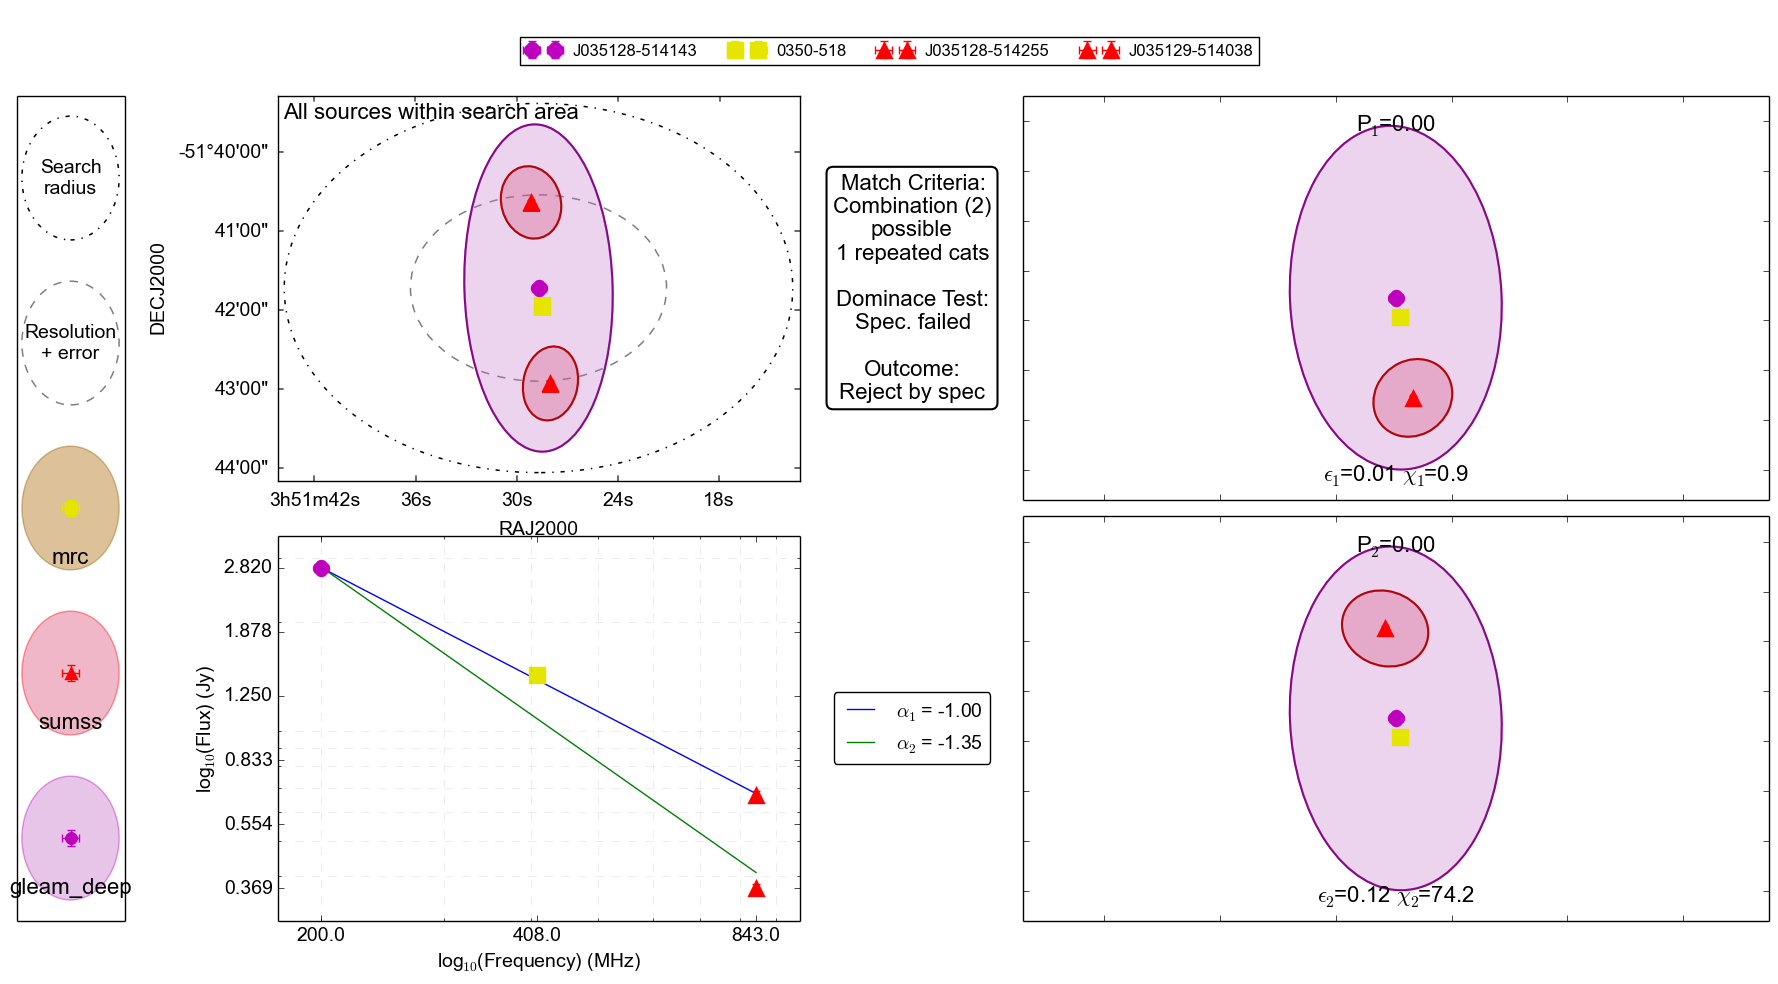 J035128-514143 0350-518 J035128-514255 J035129-514038
Search
radius
Resolution
+ error
mrc
sumss
gleam_deep
All sources within search area
DECJ2000
-51°40'00"
41'00"
42'00"
43'00"
44'00"
3h51m42s 36s 30s 24s 18s
RAJ2000
Match Criteria:
Combination (2)
possible
1 repeated cats
Dominace Test:
Spec. failed
Outcome:
Reject by spec
P₁=0.00
ϵ₁=0.01 χ₁=0.9
log₁₀(Flux) (Jy)
2.820
1.878
1.250
0.833
0.554
0.369
200.0 408.0 843.0
log₁₀(Frequency) (MHz)
α₁ = -1.00
α₂ = -1.35
P₂=0.00
ϵ₂=0.12 χ₂=74.2